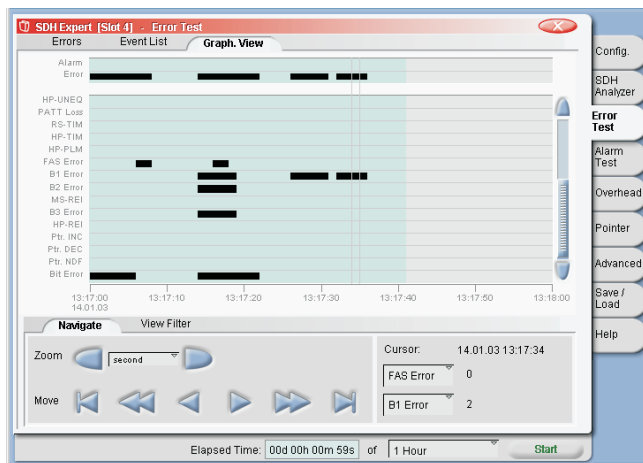 SDH Expert [Slot 4] - Error Test
Errors Event List Graph. View
Alarm
Error
HP-UNEQ
PATT Loss
RS-TIM
HP-TIM
HP-PLM
FAS Error
B1 Error
B2 Error
MS-REI
B3 Error
HP-REI
Ptr. INC
Ptr. DEC
Ptr. NDF
Bit Error
13:17:00 13:17:10 13:17:20 13:17:30 13:17:40 13:17:50 13:18:00
14.01.03
Navigate View Filter
Zoom second
Move
Cursor: 14.01.03 13:17:34
FAS Error 0
B1 Error 2
Elapsed Time: 00d 00h 00m 59s of 1 Hour Start
Config.
SDH
Analyzer
Error
Test
Alarm
Test
Overhead
Pointer
Advanced
Save /
Load
Help